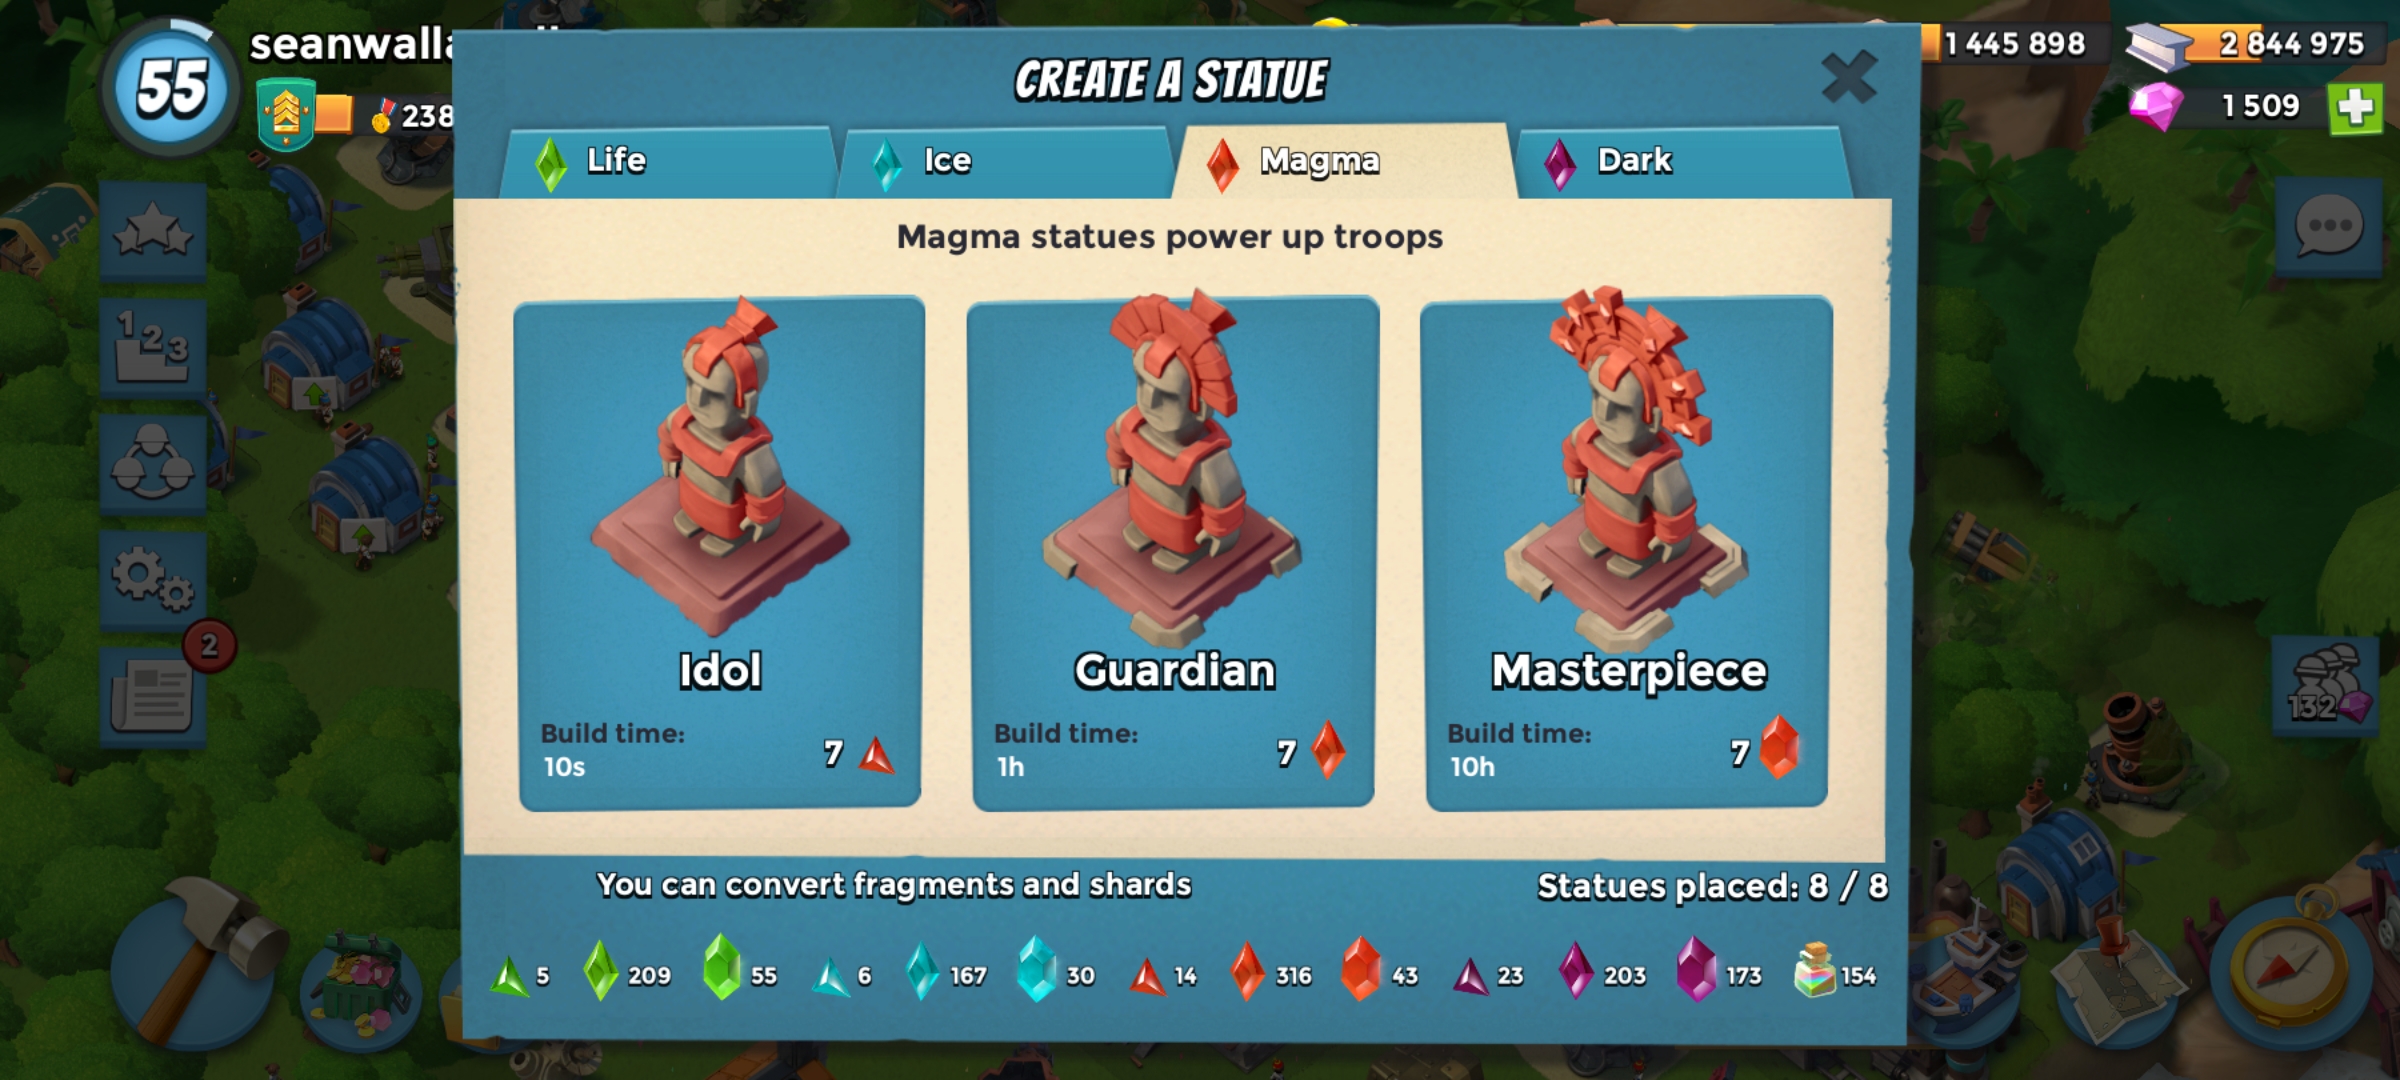 55
238
1 445 898
2 844 975
1 509
CREATE A STATUE
Life
Ice
Magma
Dark
Magma statues power up troops
Idol
Build time:
10s
7
Guardian
Build time:
1h
7
Masterpiece
Build time:
10h
7
1 2 3
2
132
You can convert fragments and shards
Statues placed: 8 / 8
5 209 55 6 167 30 14 316 43 23 203 173 154